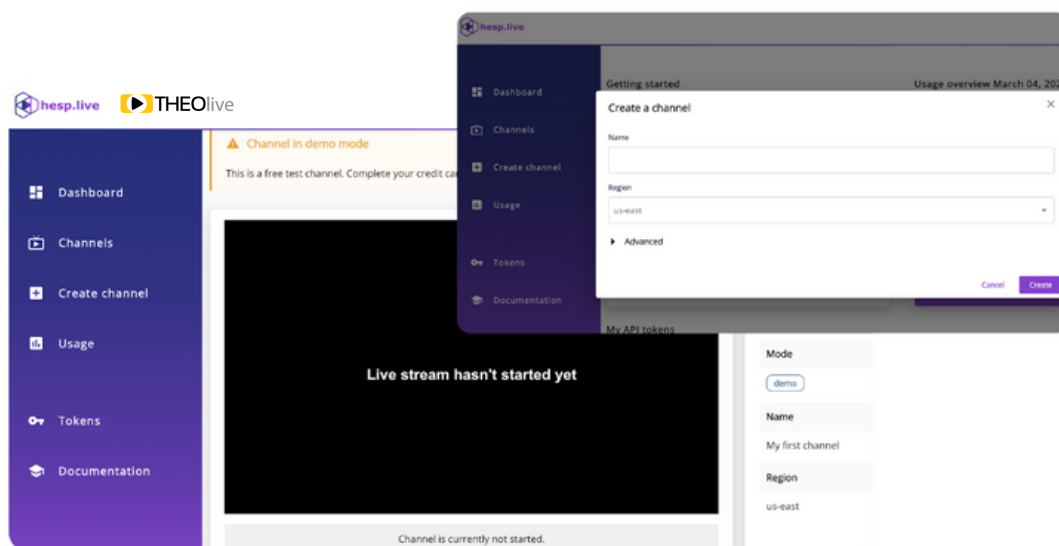 hesp.live
THEOlive
Dashboard
Channels
Create channel
Usage
Tokens
Documentation
Channel in demo mode
This is a free test channel. Complete your credit
Live stream hasn't started yet
Channel is currently not started.
Mode
demo
Name
My first channel
Region
us-east
hesp.live
Dashboard
Channels
Create channel
Usage
Tokens
Documentation
Getting started
Usage overview March 04,
Create a channel
Name
Region
us-east
Advanced
Cancel
Create
My API tokens